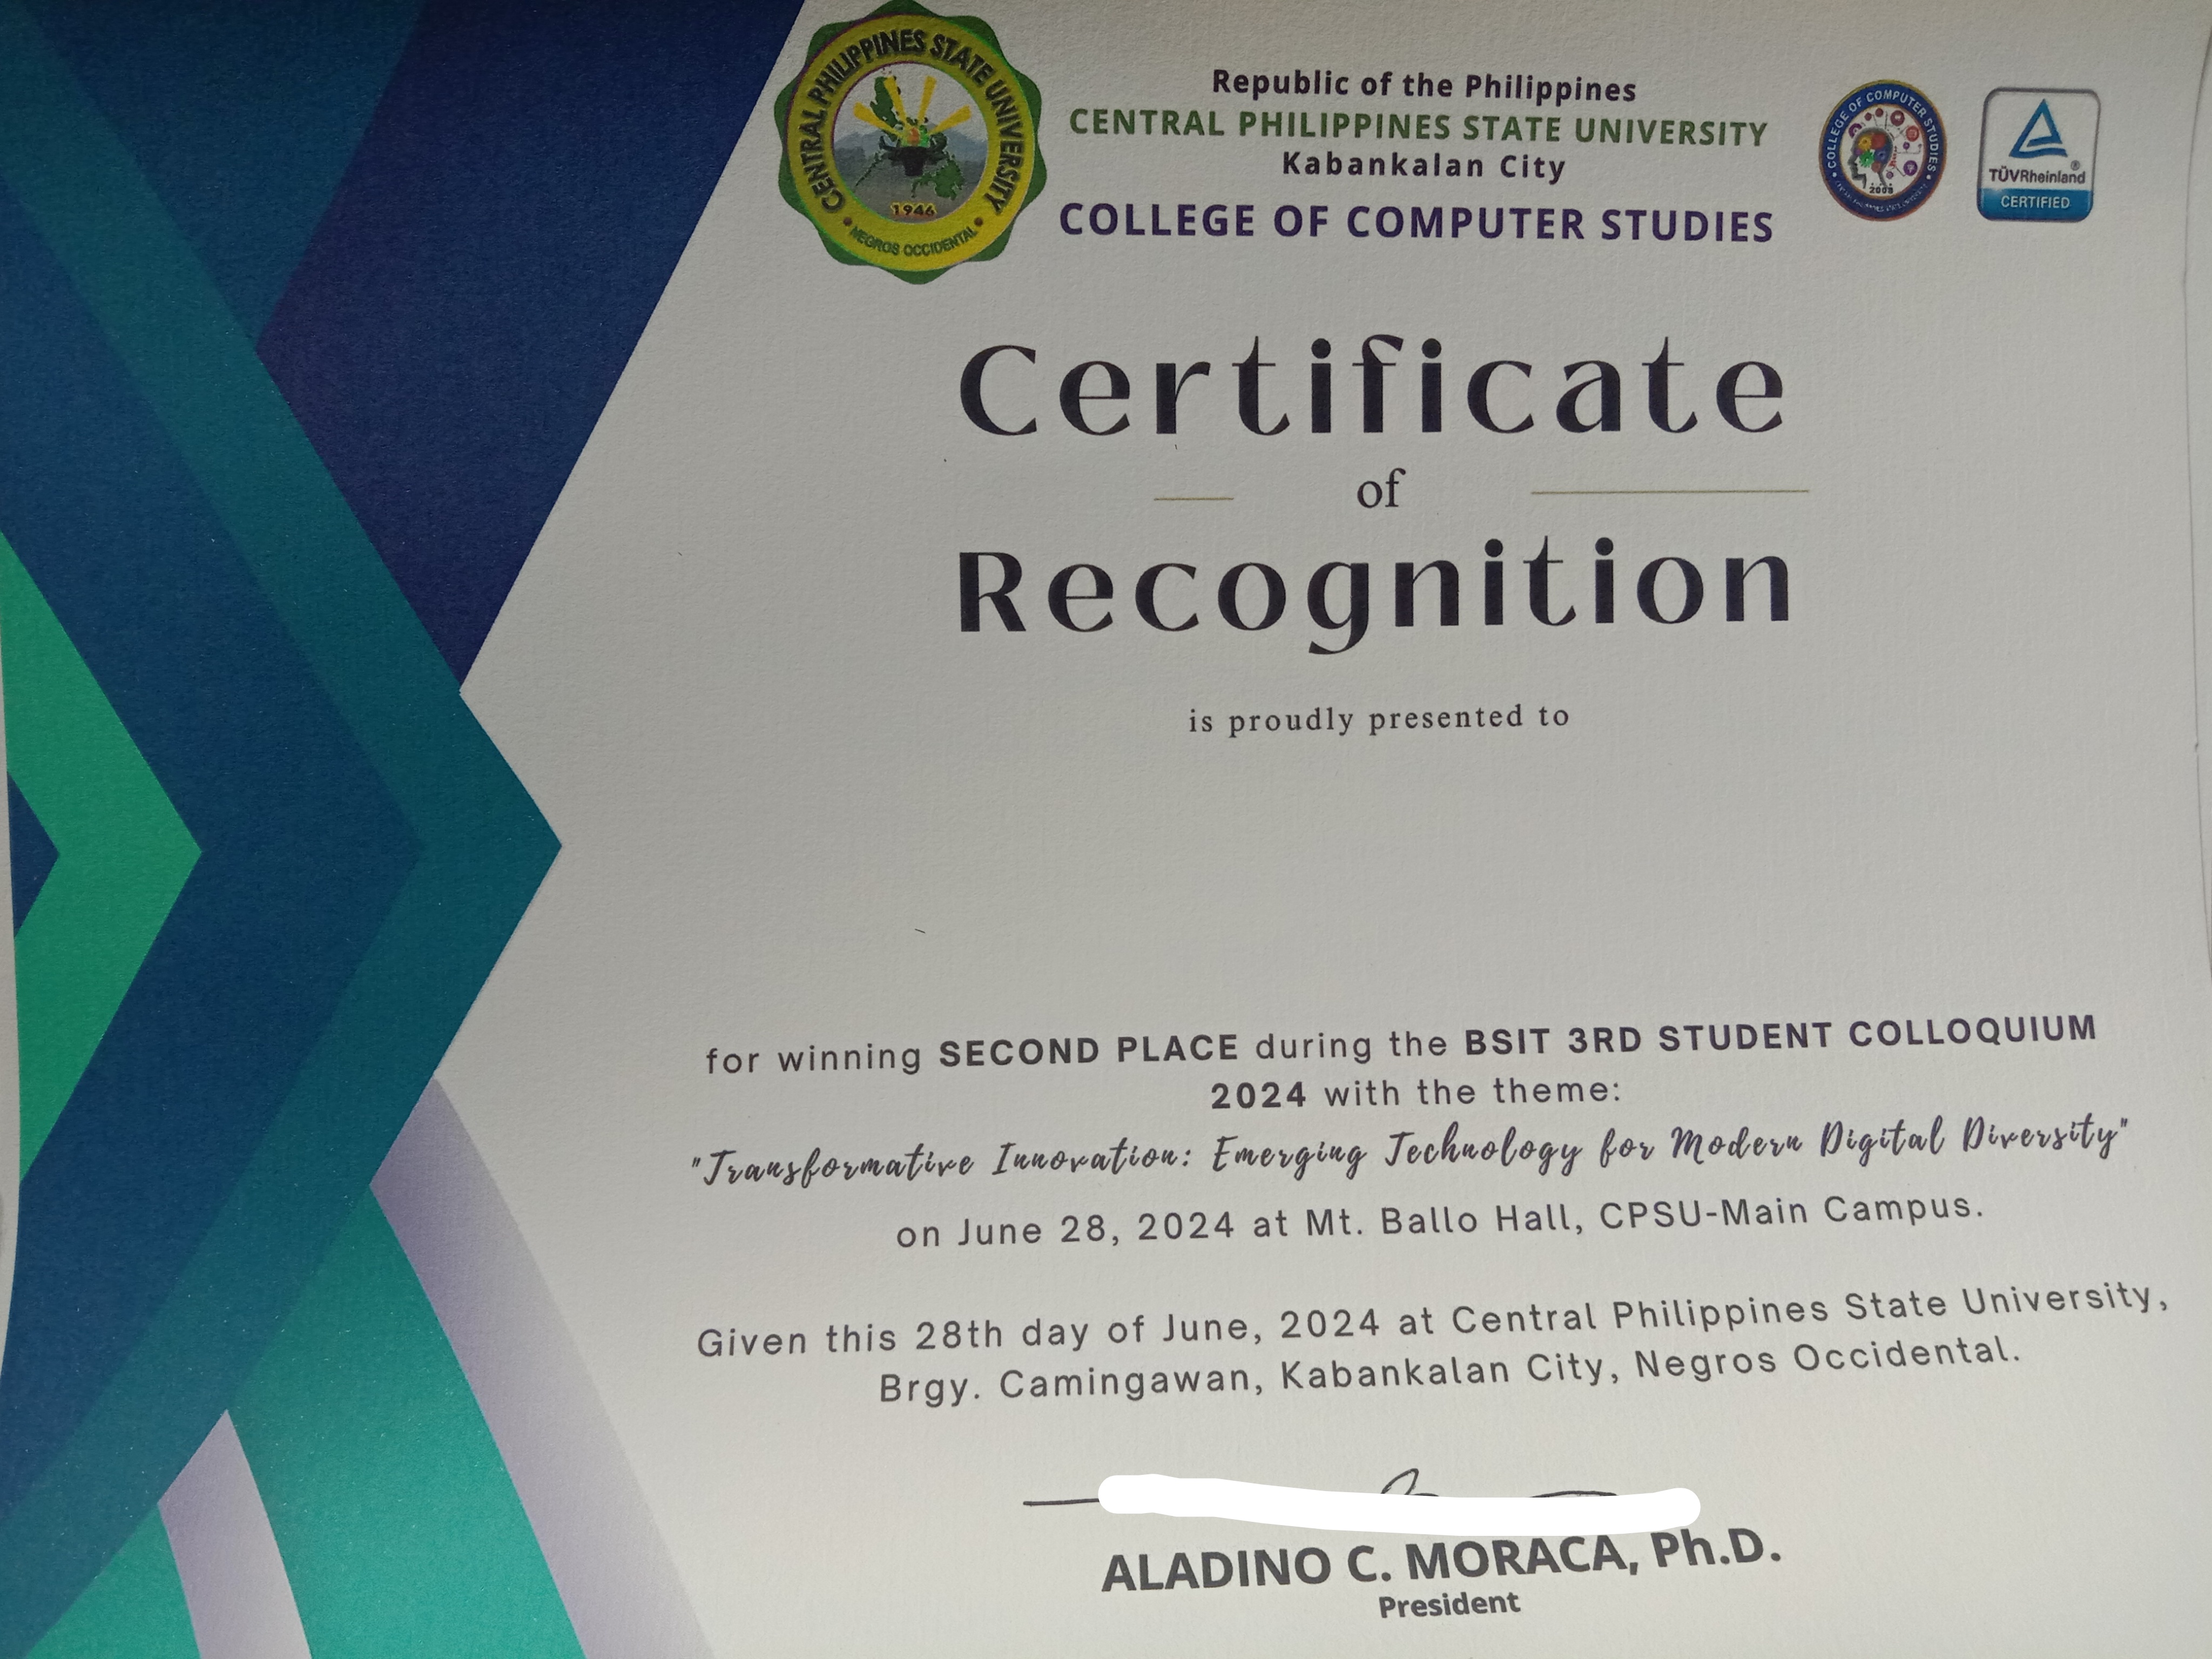 CENTRAL PHILIPPINES STATE UNIVERSITY
1946
NEGROS OCCIDENTAL
Republic of the Philippines
CENTRAL PHILIPPINES STATE UNIVERSITY
Kabankalan City
COLLEGE OF COMPUTER STUDIES
COLLEGE OF COMPUTER STUDIES
2008
TÜVRheinland®
CERTIFIED
Certificate
of
Recognition
is proudly presented to
for winning SECOND PLACE during the BSIT 3RD STUDENT COLLOQUIUM
2024 with the theme:
"Transformative Innovation: Emerging Technology for Modern Digital Diversity"
on June 28, 2024 at Mt. Ballo Hall, CPSU-Main Campus.
Given this 28th day of June, 2024 at Central Philippines State University,
Brgy. Camingawan, Kabankalan City, Negros Occidental.
ALADINO C. MORACA, Ph.D.
President